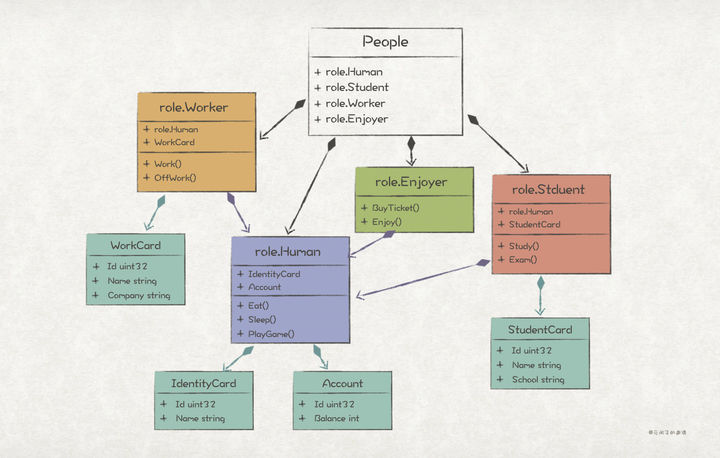 People
+ role.Human
+ role.Student
+ role.Worker
+ role.Enjoyer
role.Worker
+ role.Human
+ WorkCard
+ Work()
+ OffWork()
role.Enjoyer
+ BuyTicket()
+ Enjoy()
role.Stduent
+ role.Human
+ StudentCard
+ Study()
+ Exam()
WorkCard
+ Id uint32
+ Name string
+ Company string
role.Human
+ IdentityCard
+ Account
+ Eat()
+ Sleep()
+ PlayGame()
StudentCard
+ Id uint32
+ Name string
+ School string
IdentityCard
+ Id uint32
+ Name string
Account
+ Id uint32
+ Balance int